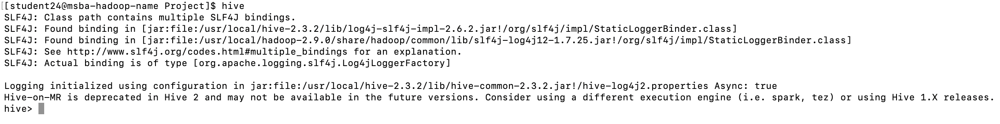 [[student24@msba-hadoop-name Project]$ hive
SLF4J: Class path contains multiple SLF4J bindings.
SLF4J: Found binding in [jar:file:/usr/local/hive-2.3.2/lib/log4j-slf4j-impl-2.6.2.jar!/org/slf4j/impl/StaticLoggerBinder.class]
SLF4J: Found binding in [jar:file:/usr/local/hadoop-2.9.0/share/hadoop/common/lib/slf4j-log4j12-1.7.25.jar!/org/slf4j/impl/StaticLoggerBinder.class]
SLF4J: See http://www.slf4j.org/codes.html#multiple_bindings for an explanation.
SLF4J: Actual binding is of type [org.apache.logging.slf4j.Log4jLoggerFactory]

Logging initialized using configuration in jar:file:/usr/local/hive-2.3.2/lib/hive-common-2.3.2.jar!/hive-log4j2.properties Async: true
Hive-on-MR is deprecated in Hive 2 and may not be available in the future versions. Consider using a different execution engine (i.e. spark, tez) or using Hive 1.X releases.
hive>